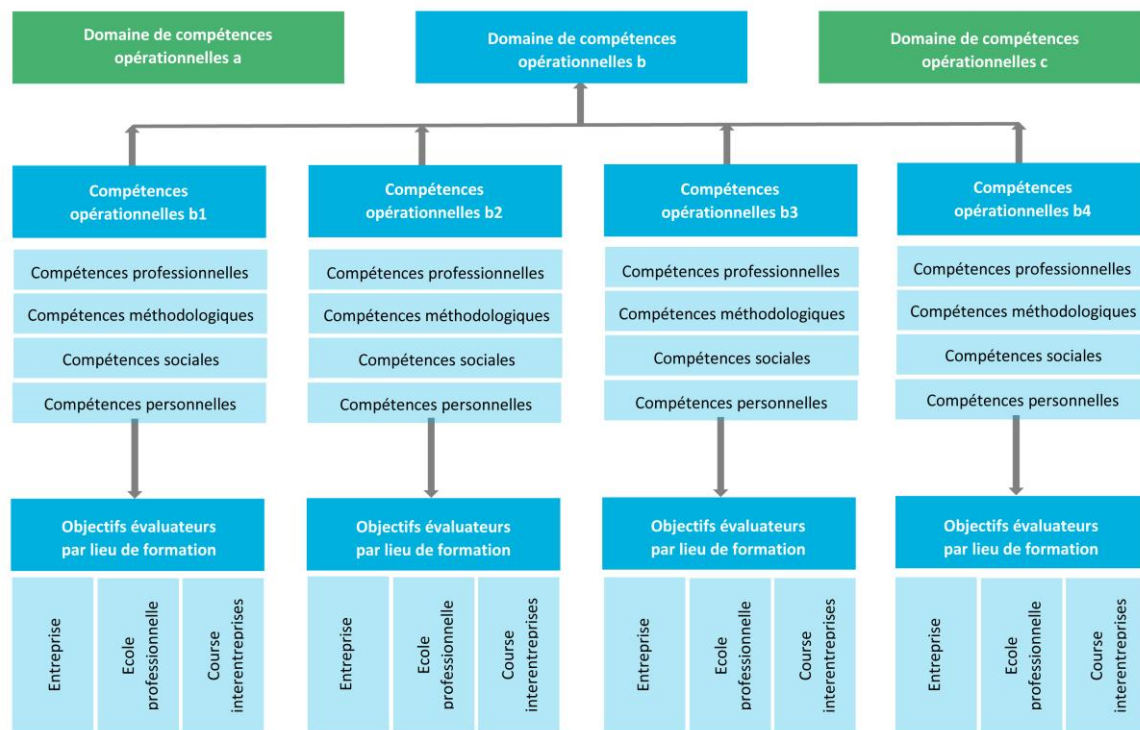 Domaine de compétences
opérationnelles a
Domaine de compétences
opérationnelles b
Domaine de compétences
opérationnelles c
Compétences
opérationnelles b1
Compétences
opérationnelles b2
Compétences
opérationnelles b3
Compétences
opérationnelles b4
Compétences professionnelles
Compétences professionnelles
Compétences professionnelles
Compétences professionnelles
Compétences méthodologiques
Compétences méthodologiques
Compétences méthodologiques
Compétences méthodologiques
Compétences sociales
Compétences sociales
Compétences sociales
Compétences sociales
Compétences personnelles
Compétences personnelles
Compétences personnelles
Compétences personnelles
Objectifs évaluateurs
par lieu de formation
Objectifs évaluateurs
par lieu de formation
Objectifs évaluateurs
par lieu de formation
Objectifs évaluateurs
par lieu de formation
Entreprise
Ecole
professionnelle
Course
interentreprises
Entreprise
Ecole
professionnelle
Course
interentreprises
Entreprise
Ecole
professionnelle
Course
interentreprises
Entreprise
Ecole
professionnelle
Course
interentreprises